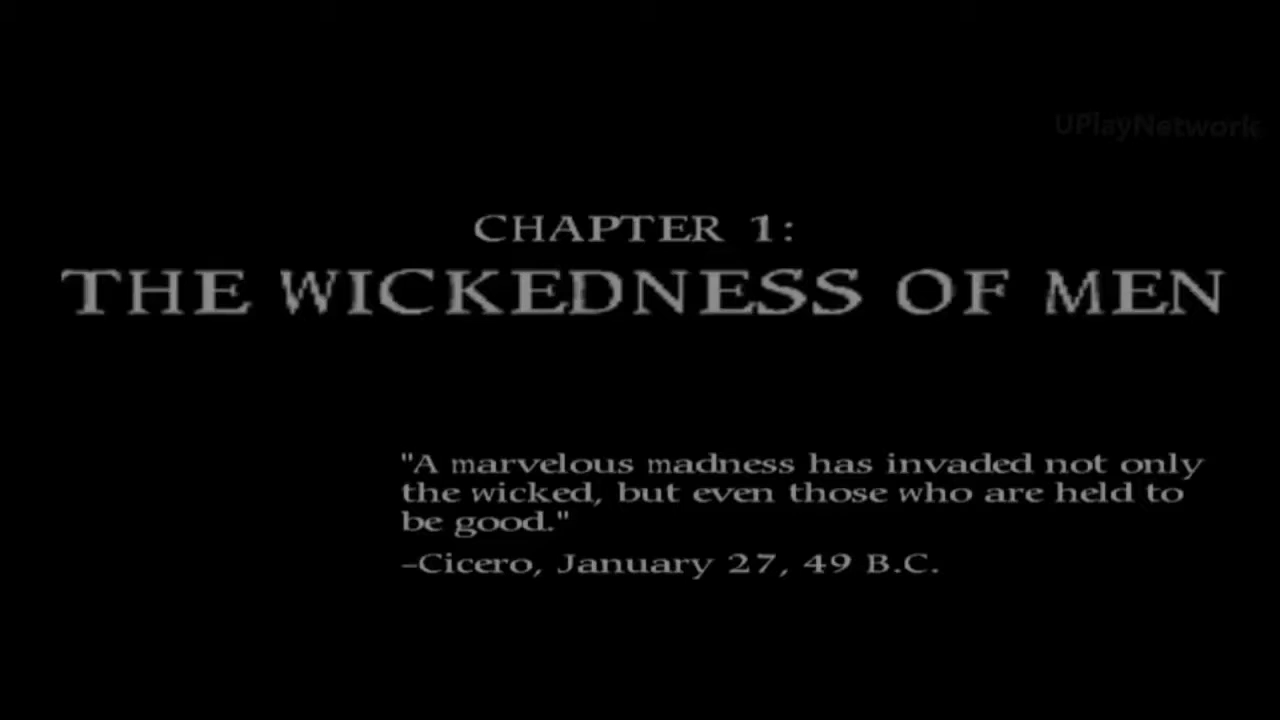 UPlayNetwork
CHAPTER 1:
THE WICKEDNESS OF MEN
"A marvelous madness has invaded not only
the wicked, but even those who are held to
be good."
–Cicero, January 27, 49 B.C.